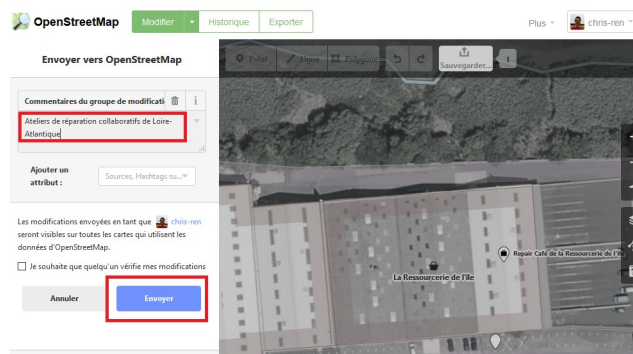 OpenStreetMap
Modifier
Historique
Exporter
Plus
chris-ren
Envoyer vers OpenStreetMap
Point
Ligne
Polygone
Sauvegarder...
1
Commentaires du groupe de modificati
i
Ateliers de réparation collaboratifs de Loire-
Atlantique
Ajouter un
attribut :
Sources, Hashtags su...
Les modifications envoyées en tant que chris-ren
seront visibles sur toutes les cartes qui utilisent les
données d'OpenStreetMap.
Je souhaite que quelqu'un vérifie mes modifications
Annuler
Envoyer
Repair Café de la Ressourcerie de l'île
La Ressourcerie de l'île